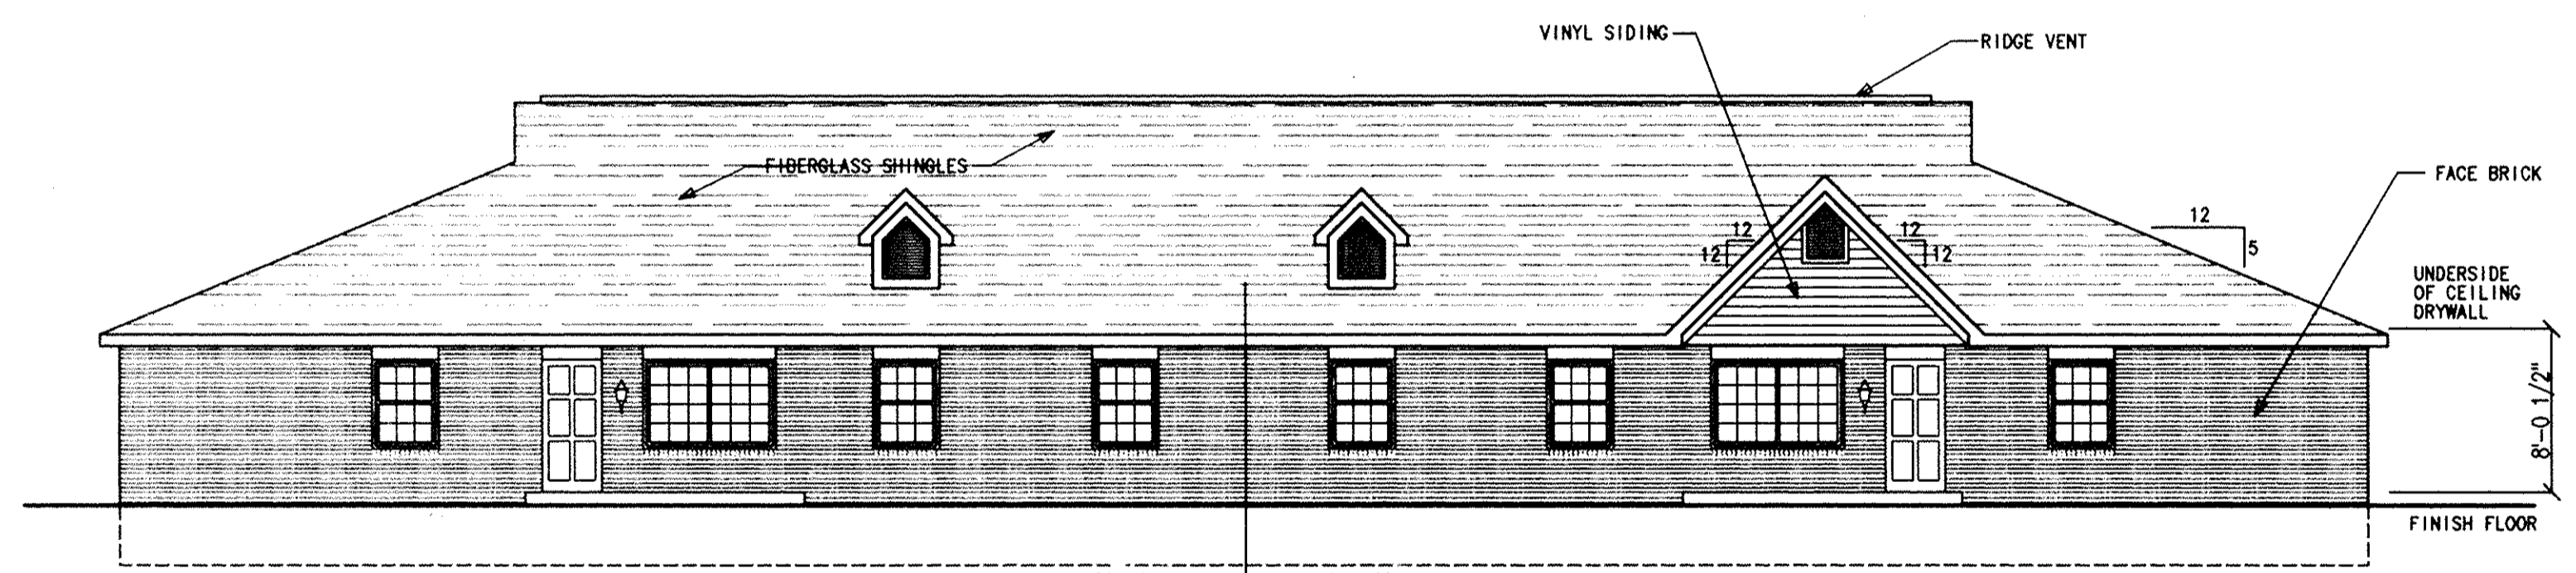 VINYL SIDING
RIDGE VENT
FIBERGLASS SHINGLES
FACE BRICK
12
5
12
12
12
12
UNDERSIDE
OF CEILING
DRYWALL
8'-0 1/2"
FINISH FLOOR